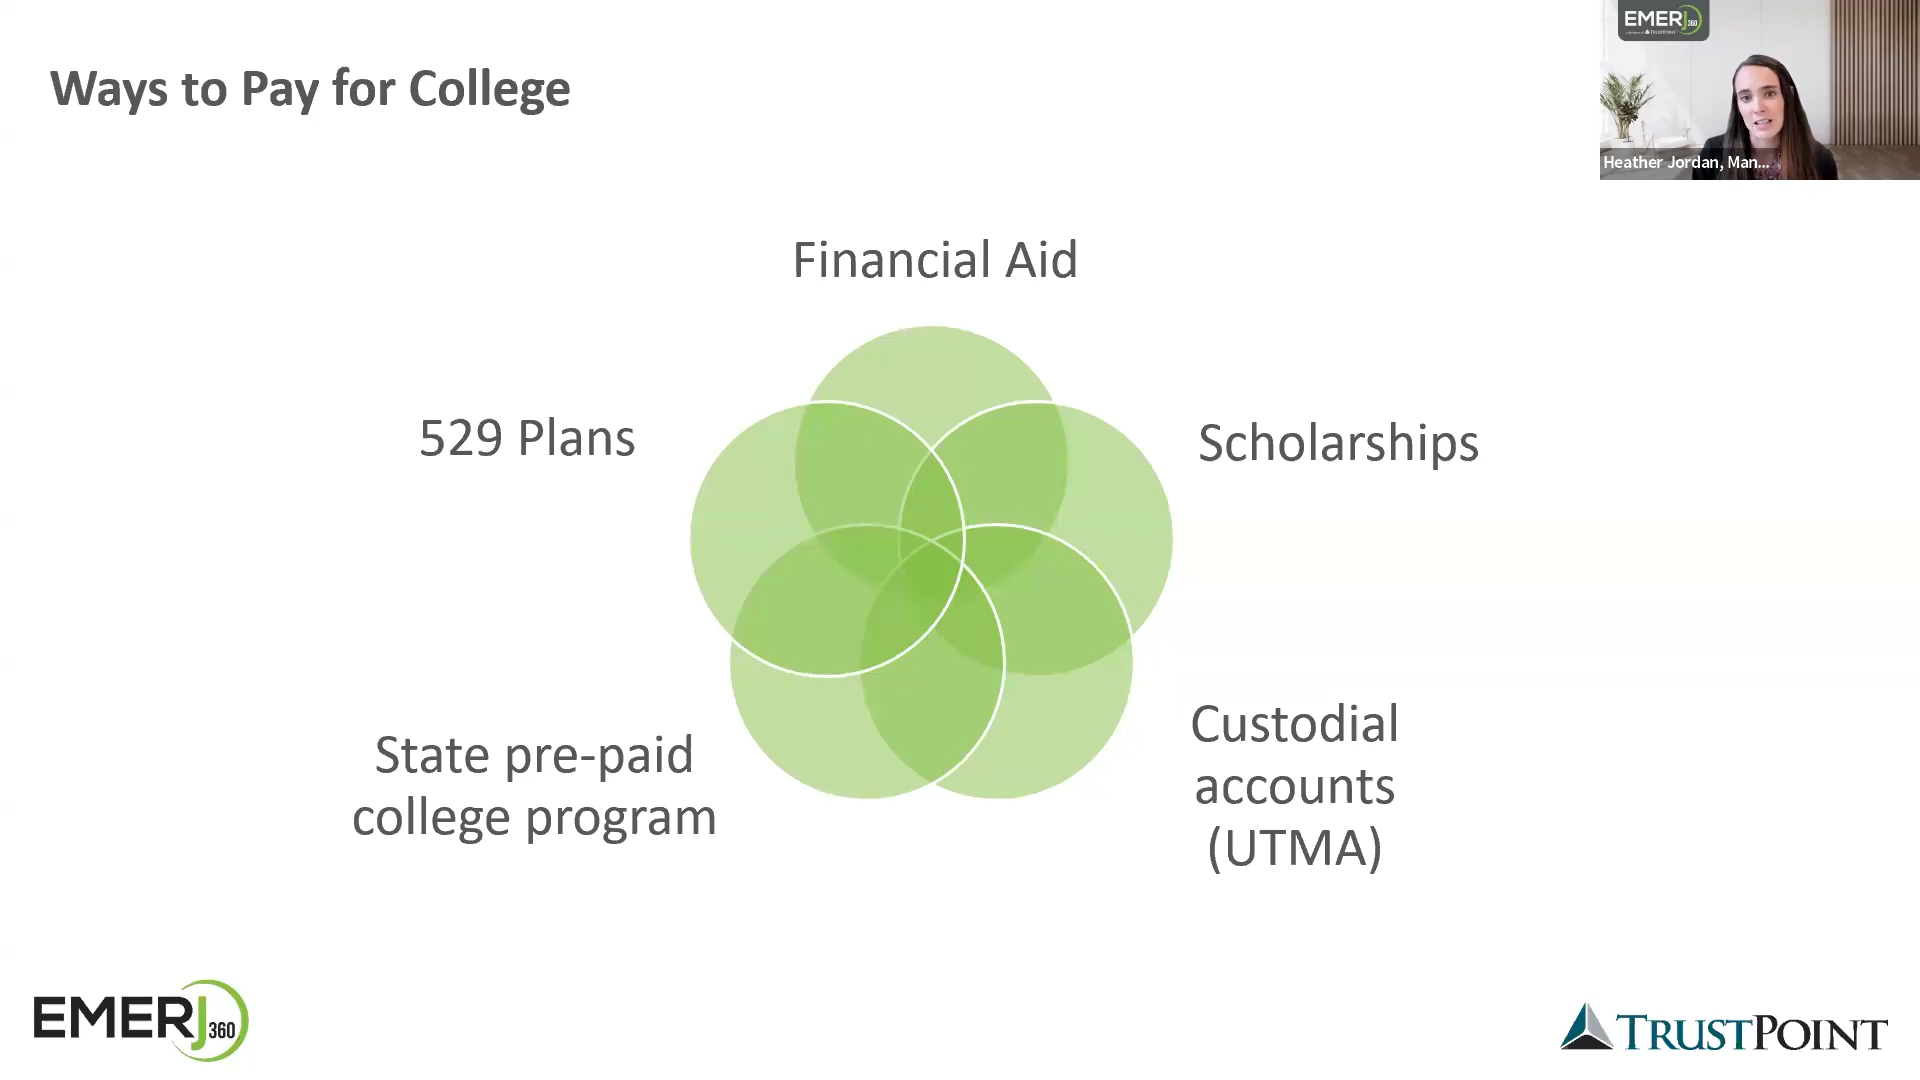 Ways to Pay for College
EMERJ360
Heather Jordan, Man...
Financial Aid
529 Plans
Scholarships
State pre-paid
college program
Custodial
accounts
(UTMA)
EMERJ360
TRUSTPOINT